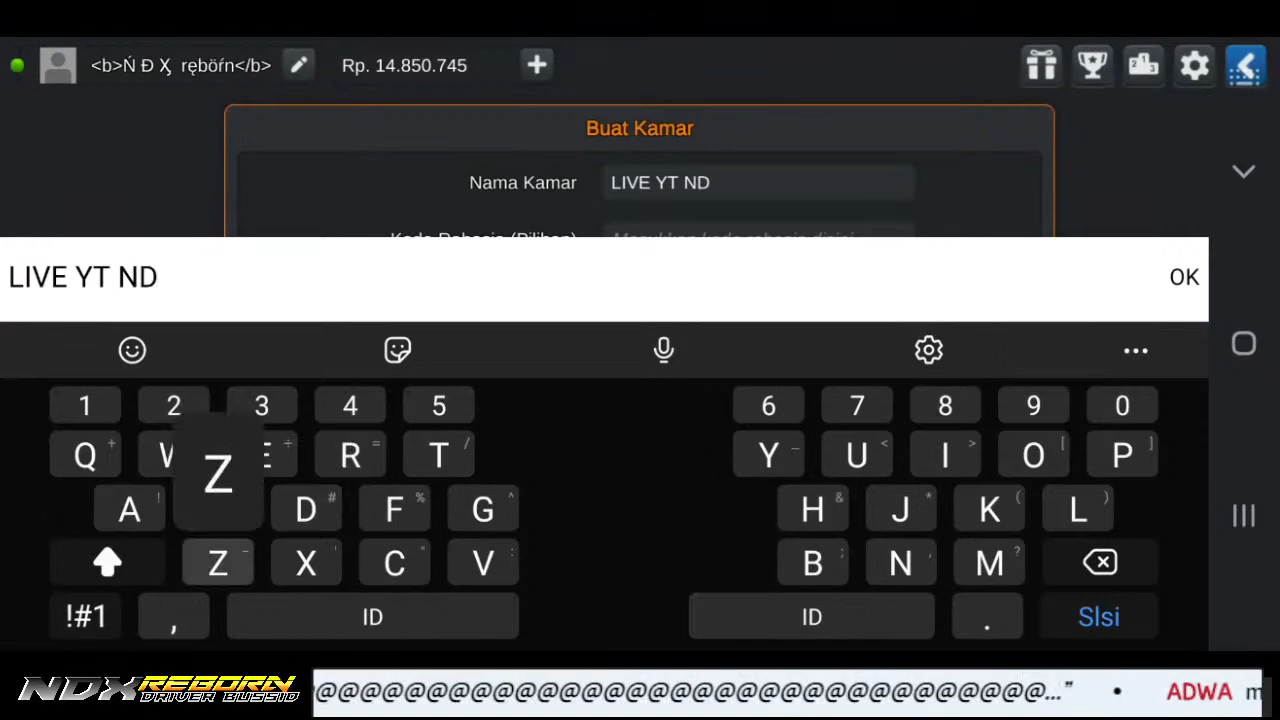 <b>Ń Đ Ҳ ręböŕn</b>
Rp. 14.850.745
Buat Kamar
Nama Kamar LIVE YT ND
LIVE YT ND
OK
1 2 3 4 5 6 7 8 9 0
Q E R T Y U I O P
A Z D F G H J K L
Z X C V B N M
!#1 , ID ID . Slsi
NDX REBORN
DRIVER BUSSID
@@@@@@@@@@@@@@@@@@@@@@@@@@@@@@@..." • ADWA m